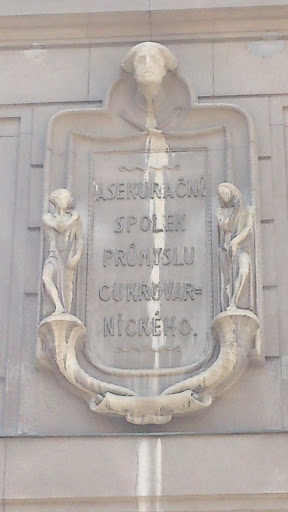 ASEKURAČNÍ
SPOLEK
PRŮMYSLU
CUKROVAR=
NICKÉHO.